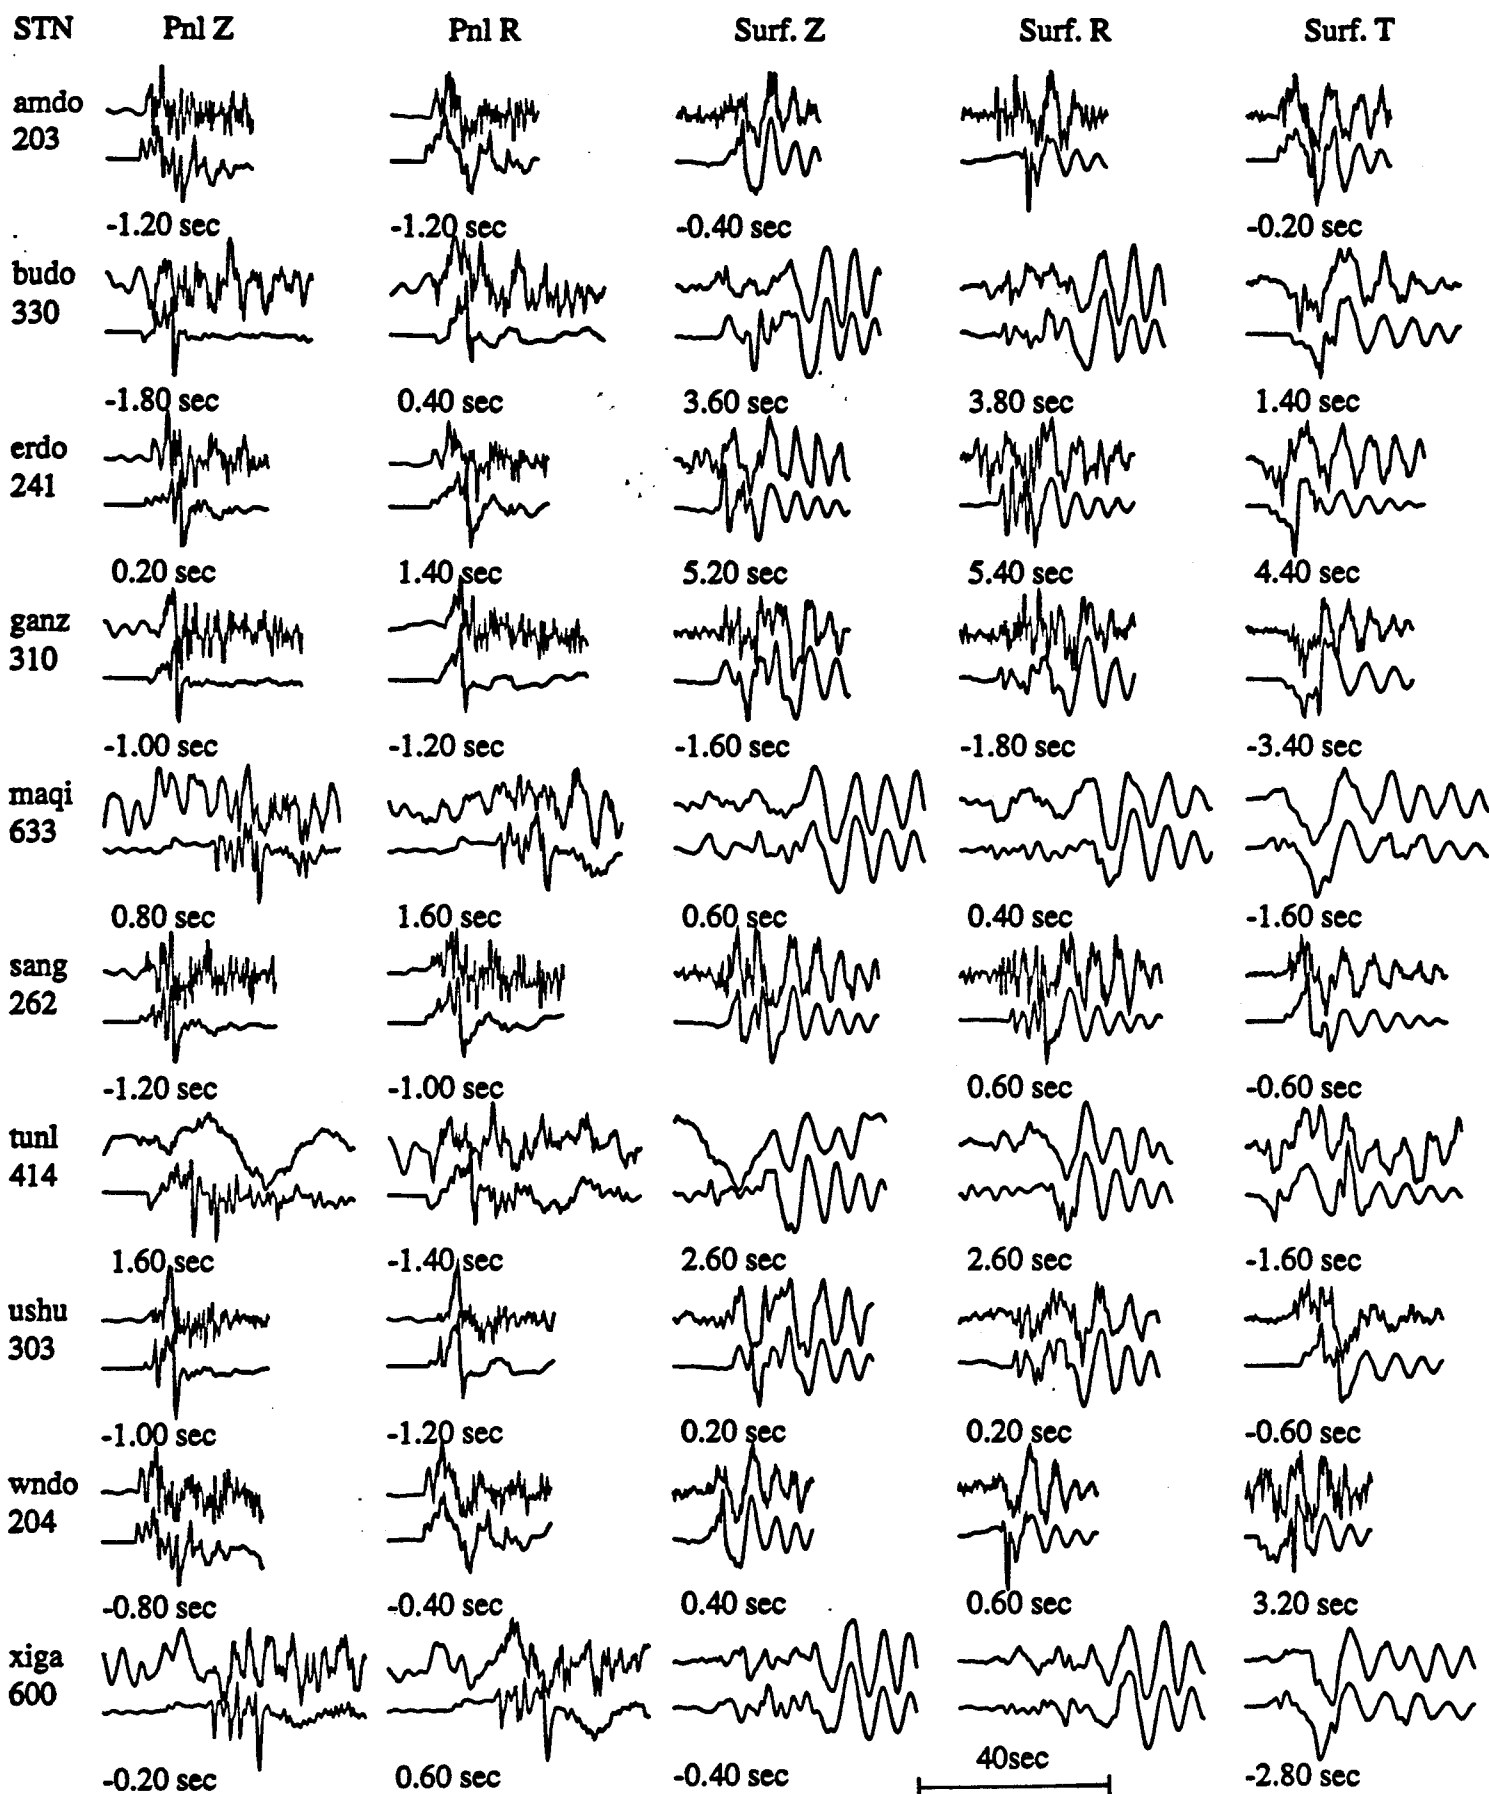 STN Pnl Z Pnl R Surf. Z Surf. R Surf. T
amdo
203
-1.20 sec -1.20 sec -0.40 sec -0.20 sec
budo
330
-1.80 sec 0.40 sec 3.60 sec 3.80 sec 1.40 sec
erdo
241
0.20 sec 1.40 sec 5.20 sec 5.40 sec 4.40 sec
ganz
310
-1.00 sec -1.20 sec -1.60 sec -1.80 sec -3.40 sec
maqi
633
0.80 sec 1.60 sec 0.60 sec 0.40 sec -1.60 sec
sang
262
-1.20 sec -1.00 sec 0.60 sec -0.60 sec
tunl
414
1.60 sec -1.40 sec 2.60 sec 2.60 sec -1.60 sec
ushu
303
-1.00 sec -1.20 sec 0.20 sec 0.20 sec -0.60 sec
wndo
204
-0.80 sec -0.40 sec 0.40 sec 0.60 sec 3.20 sec
xiga
600
40sec
-0.20 sec 0.60 sec -0.40 sec -2.80 sec